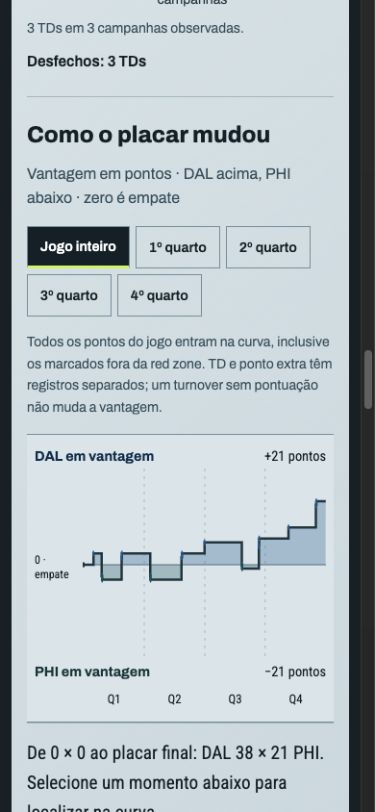 campanhas
3 TDs em 3 campanhas observadas.
Desfechos: 3 TDs
Como o placar mudou
Vantagem em pontos · DAL acima, PHI
abaixo · zero é empate
Jogo inteiro
1º quarto
2º quarto
3º quarto
4º quarto
Todos os pontos do jogo entram na curva, inclusive
os marcados fora da red zone. TD e ponto extra têm
registros separados; um turnover sem pontuação
não muda a vantagem.
DAL em vantagem
+21 pontos
0 ·
empate
PHI em vantagem
−21 pontos
Q1
Q2
Q3
Q4
De 0 × 0 ao placar final: DAL 38 × 21 PHI.
Selecione um momento abaixo para
localizar na curva.